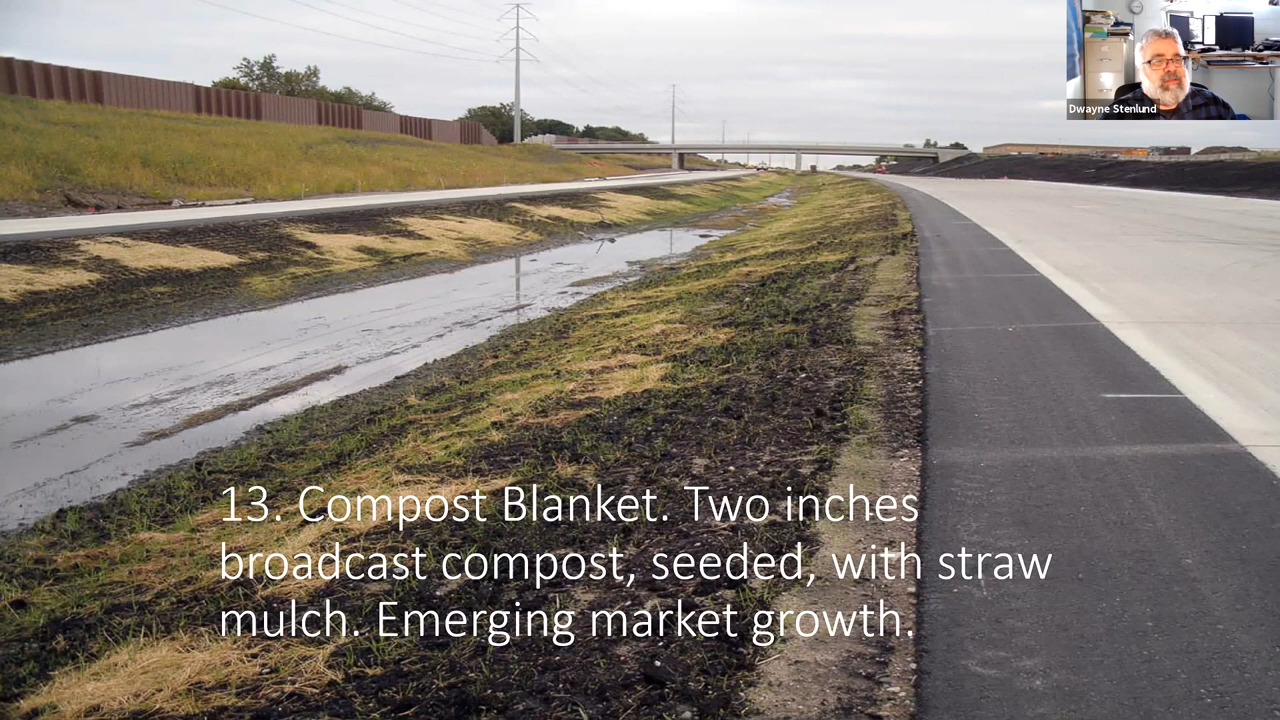 Dwayne Stenlund
13. Compost Blanket. Two inches
broadcast compost, seeded, with straw
mulch. Emerging market growth.